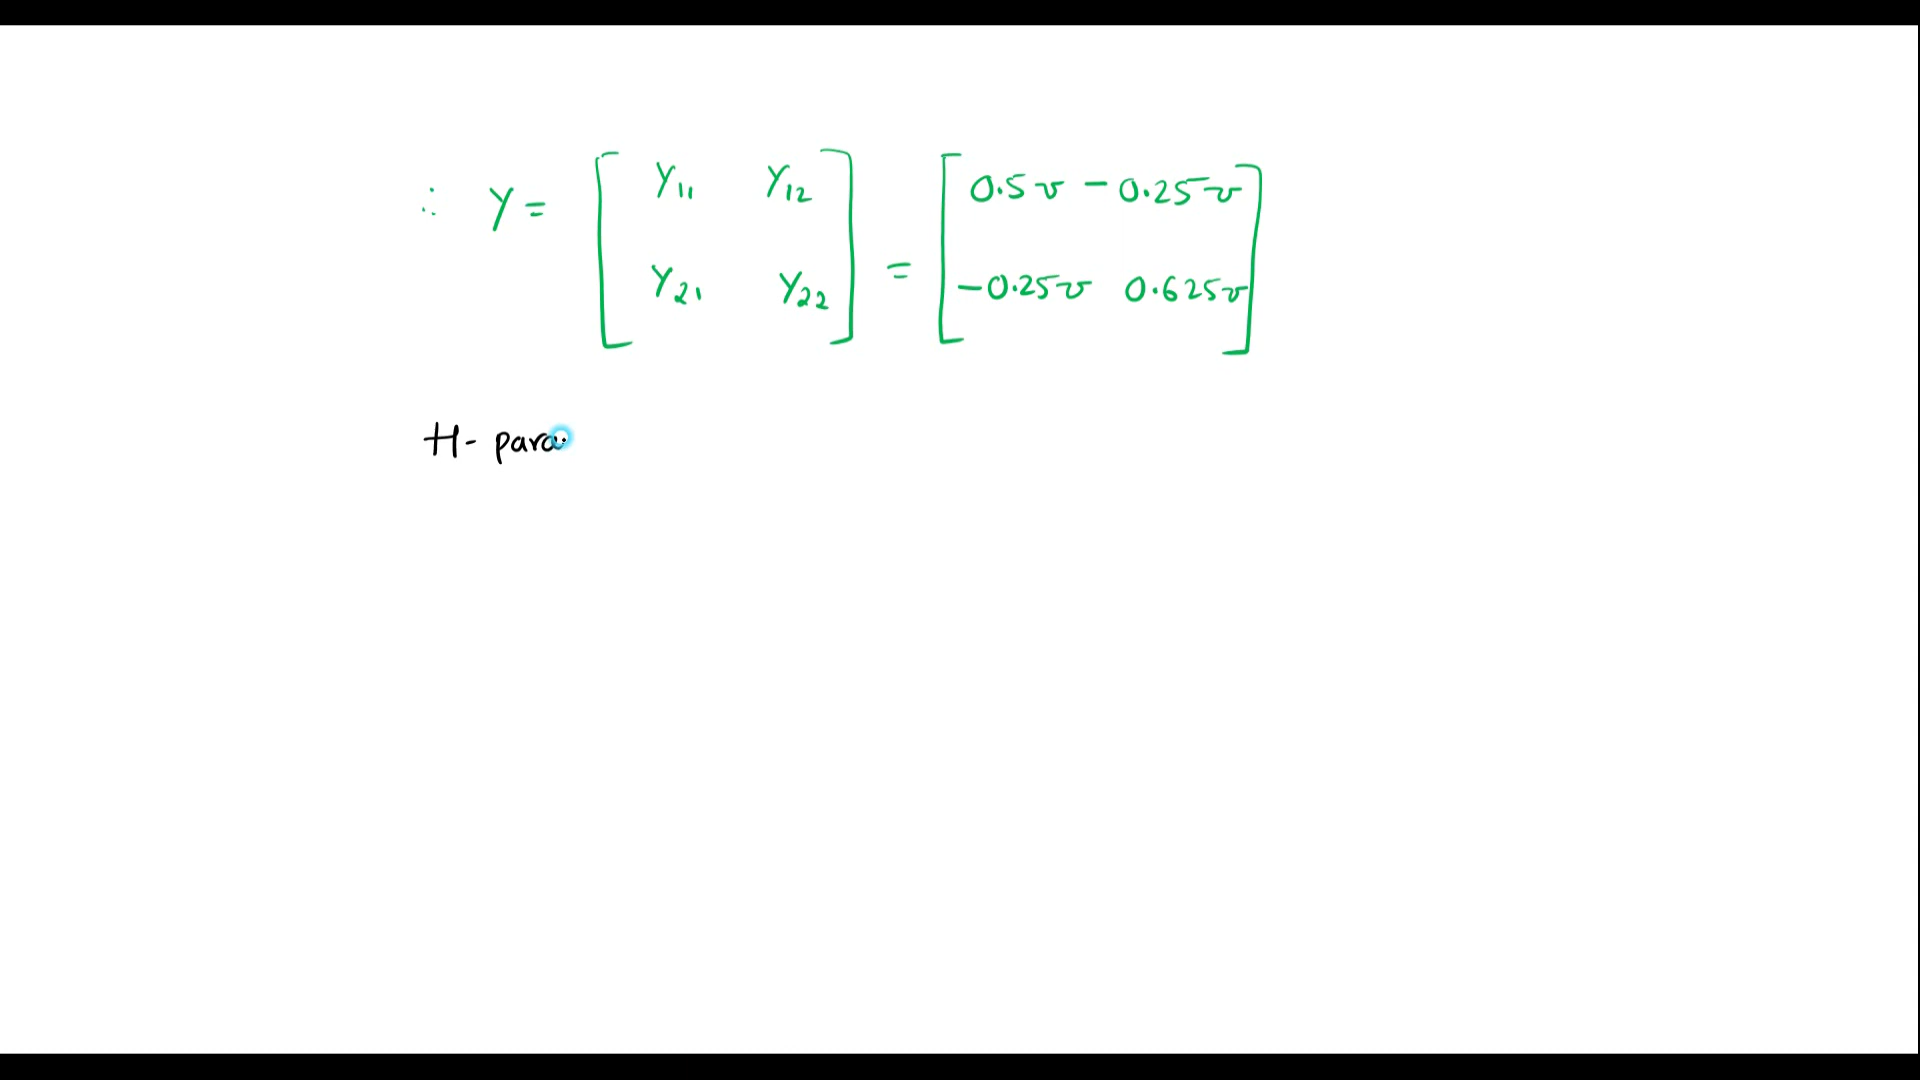 ∴ Y = [ Y11 Y12 ] [ 0.5 ʊ - 0.25 ʊ ]
[ Y21 Y22 ] = [ -0.25 ʊ 0.625 ʊ ]
H- para